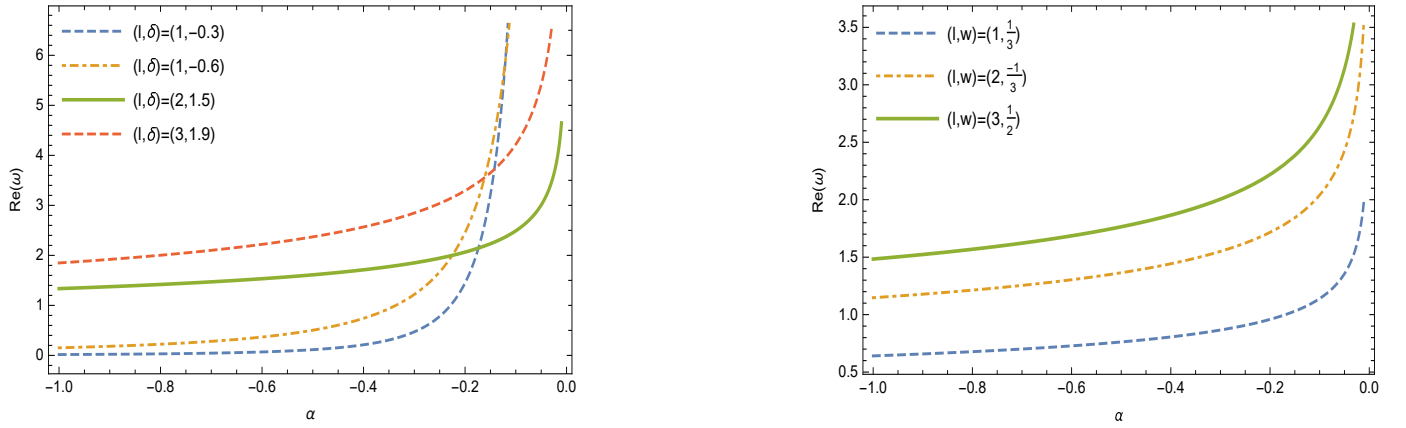 (l,δ)=(1,−0.3)
(l,δ)=(1,−0.6)
(l,δ)=(2,1.5)
(l,δ)=(3,1.9)
Re(ω)
6
5
4
3
2
1
0
−1.0 −0.8 −0.6 −0.4 −0.2 0.0
α
(l,w)=(1,1/3)
(l,w)=(2,−1/3)
(l,w)=(3,1/2)
Re(ω)
3.5
3.0
2.5
2.0
1.5
1.0
0.5
−1.0 −0.8 −0.6 −0.4 −0.2 0.0
α